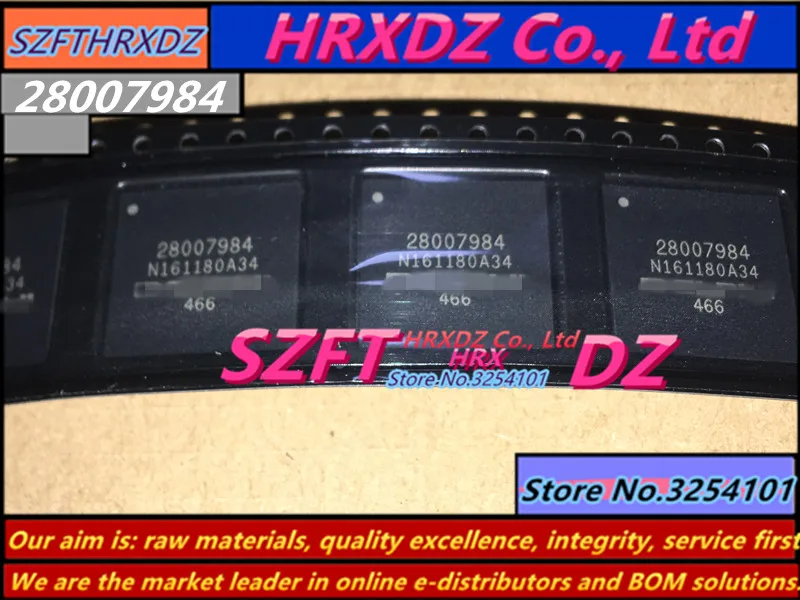 SZFTHRXDZ
HRXDZ Co., Ltd
28007984
28007984
N161180A34
466
28007984
N161180A34
466
28007984
N161180A34
466
84
34
SZFT
HRXDZ Co., Ltd
HRX
DZ
Store No.3254101
Store No.3254101
Our aim is: raw materials, quality excellence, integrity, service first
We are the market leader in online e-distributors and BOM solutions.